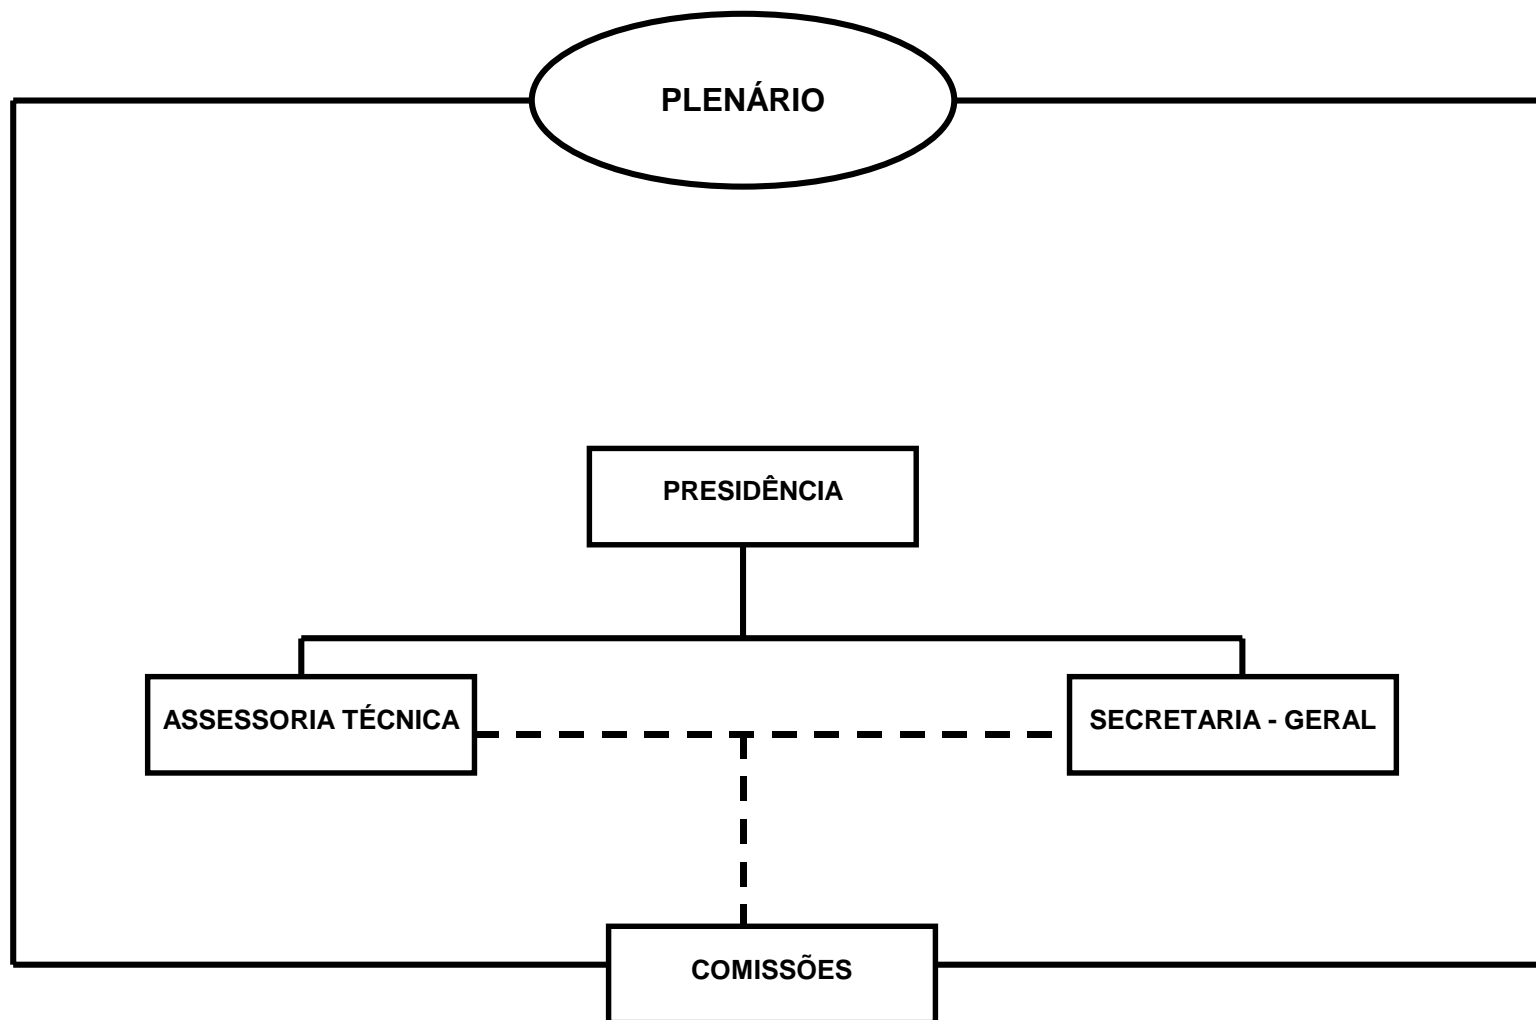 PLENÁRIO
PRESIDÊNCIA
ASSESSORIA TÉCNICA
SECRETARIA - GERAL
COMISSÕES